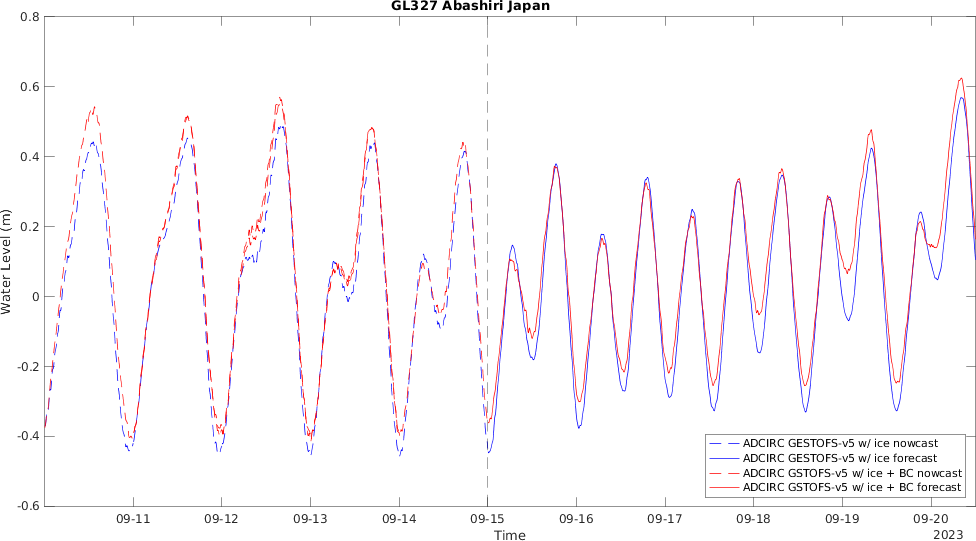 GL327 Abashiri Japan
0.8
0.6
0.4
0.2
0
-0.2
-0.4
-0.6
Water Level (m)
ADCIRC GESTOFS-v5 w/ ice nowcast
ADCIRC GESTOFS-v5 w/ ice forecast
ADCIRC GSTOFS-v5 w/ ice + BC nowcast
ADCIRC GSTOFS-v5 w/ ice + BC forecast
09-11 09-12 09-13 09-14 09-15 09-16 09-17 09-18 09-19 09-20
Time
2023